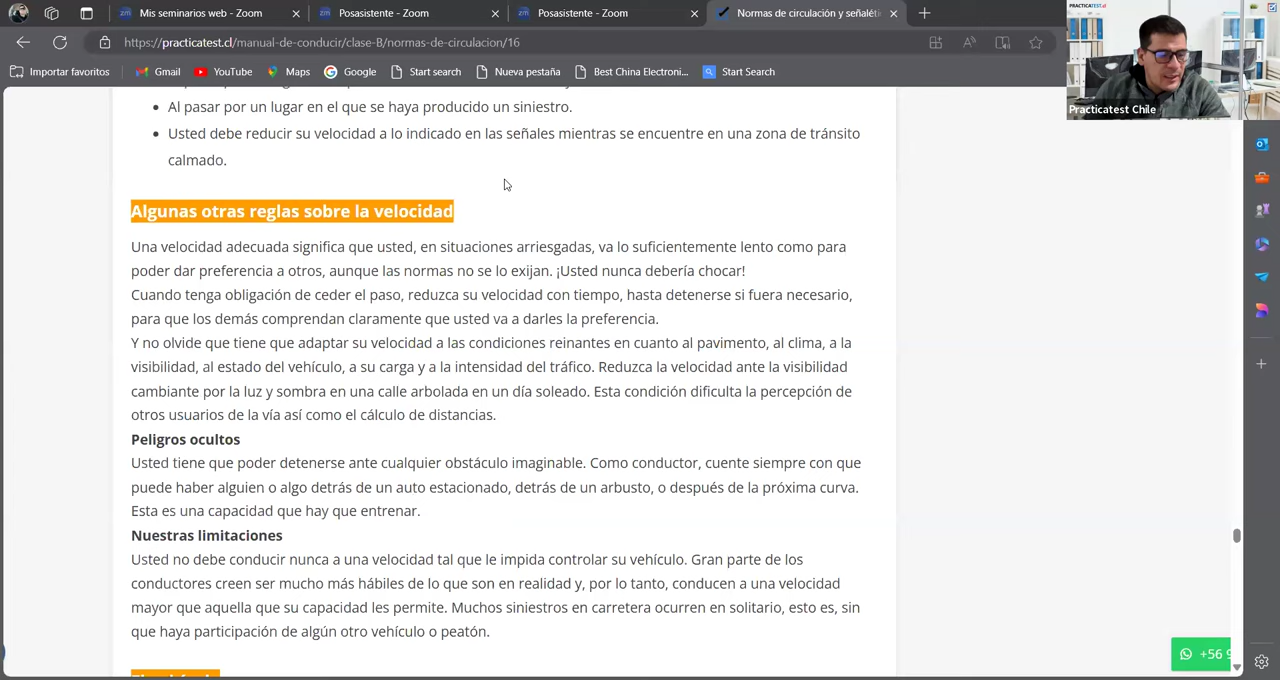 Mis seminarios web - Zoom
Posasistente - Zoom
Posasistente - Zoom
Normas de circulación y señaléti
https://practicatest.cl/manual-de-conducir/clase-B/normas-de-circulacion/16
Importar favoritos
Gmail
YouTube
Maps
Google
Start search
Nueva pestaña
Best China Electroni...
Start Search
PRACTICATEST.cl
Practicatest Chile
• Al pasar por un lugar en el que se haya producido un siniestro.
• Usted debe reducir su velocidad a lo indicado en las señales mientras se encuentre en una zona de tránsito
calmado.
Algunas otras reglas sobre la velocidad
Una velocidad adecuada significa que usted, en situaciones arriesgadas, va lo suficientemente lento como para
poder dar preferencia a otros, aunque las normas no se lo exijan. ¡Usted nunca debería chocar!
Cuando tenga obligación de ceder el paso, reduzca su velocidad con tiempo, hasta detenerse si fuera necesario,
para que los demás comprendan claramente que usted va a darles la preferencia.
Y no olvide que tiene que adaptar su velocidad a las condiciones reinantes en cuanto al pavimento, al clima, a la
visibilidad, al estado del vehículo, a su carga y a la intensidad del tráfico. Reduzca la velocidad ante la visibilidad
cambiante por la luz y sombra en una calle arbolada en un día soleado. Esta condición dificulta la percepción de
otros usuarios de la vía así como el cálculo de distancias.
Peligros ocultos
Usted tiene que poder detenerse ante cualquier obstáculo imaginable. Como conductor, cuente siempre con que
puede haber alguien o algo detrás de un auto estacionado, detrás de un arbusto, o después de la próxima curva.
Esta es una capacidad que hay que entrenar.
Nuestras limitaciones
Usted no debe conducir nunca a una velocidad tal que le impida controlar su vehículo. Gran parte de los
conductores creen ser mucho más hábiles de lo que son en realidad y, por lo tanto, conducen a una velocidad
mayor que aquella que su capacidad les permite. Muchos siniestros en carretera ocurren en solitario, esto es, sin
que haya participación de algún otro vehículo o peatón.
+56 9